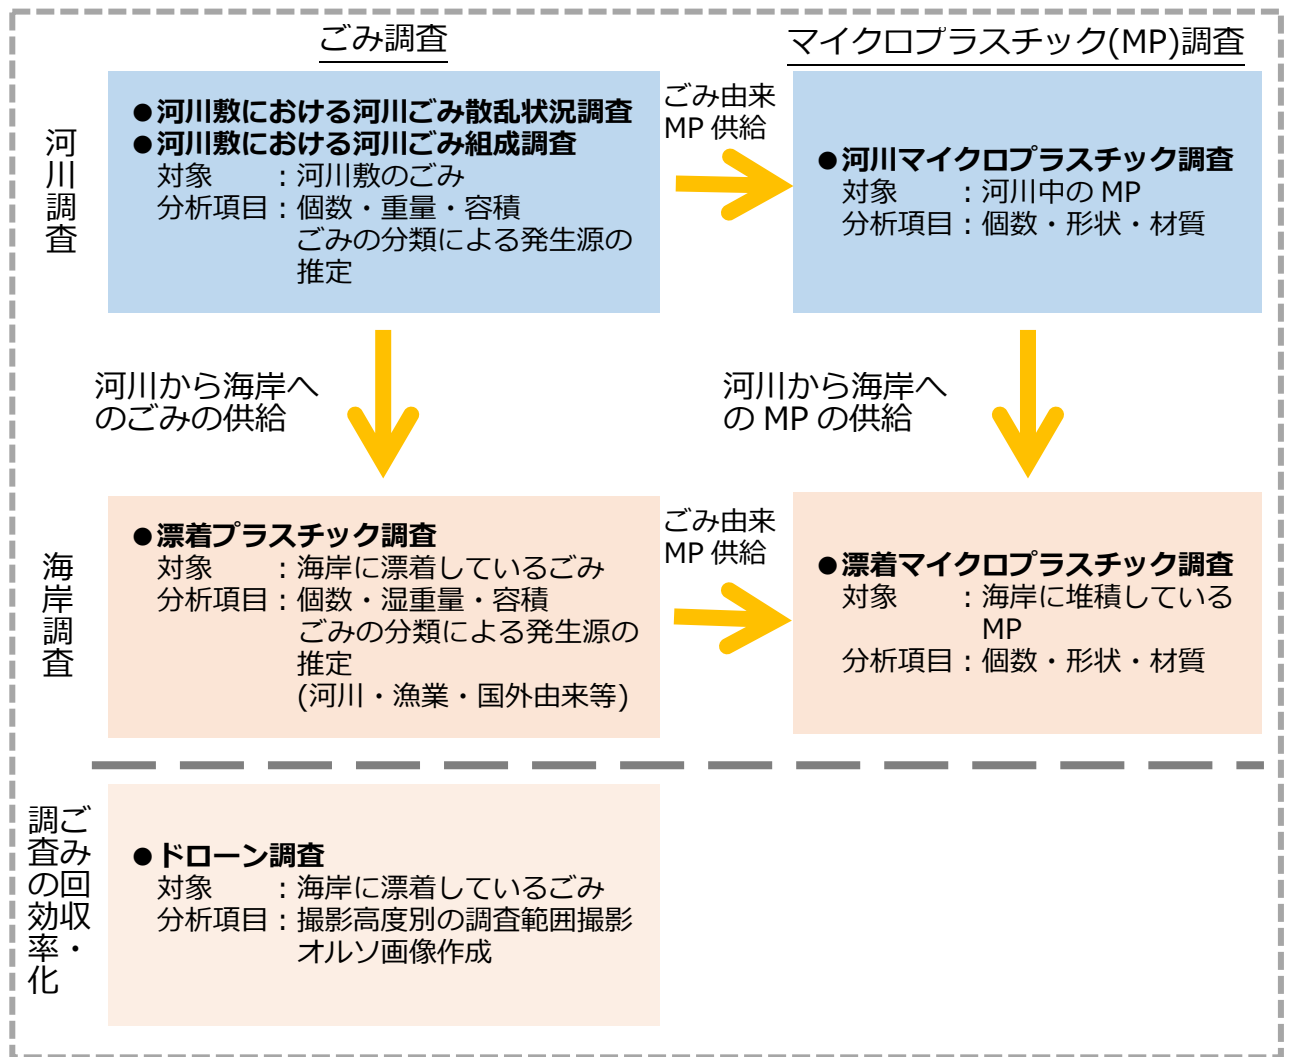 ごみ調査
マイクロプラスチック(MP)調査
河川調査
●河川敷における河川ごみ散乱状況調査
●河川敷における河川ごみ組成調査
対象　　：河川敷のごみ
分析項目：個数・重量・容積
ごみの分類による発生源の
推定
ごみ由来
MP 供給
●河川マイクロプラスチック調査
対象　　：河川中の MP
分析項目：個数・形状・材質
河川から海岸へ
のごみの供給
河川から海岸へ
の MP の供給
海岸調査
●漂着プラスチック調査
対象　　：海岸に漂着しているごみ
分析項目：個数・湿重量・容積
ごみの分類による発生源の
推定
(河川・漁業・国外由来等)
ごみ由来
MP 供給
●漂着マイクロプラスチック調査
対象　　：海岸に堆積している
MP
分析項目：個数・形状・材質
ごみ回収・
調査の効率化
●ドローン調査
対象　　：海岸に漂着しているごみ
分析項目：撮影高度別の調査範囲撮影
オルソ画像作成